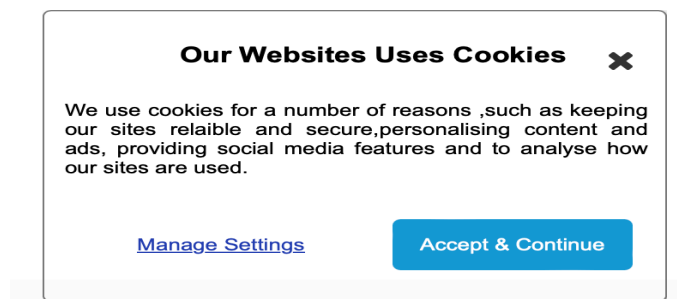 Our Websites Uses Cookies
We use cookies for a number of reasons ,such as keeping
our sites relaible and secure,personalising content and
ads, providing social media features and to analyse how
our sites are used.
Manage Settings
Accept & Continue